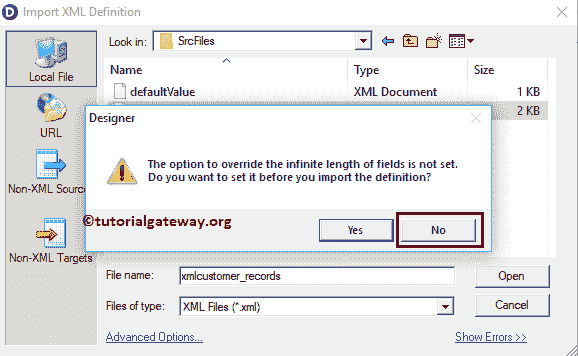 Import XML Definition
Look in: SrcFiles
Local File
URL
Non-XML Sourc
Non-XML Targets
Name Type Size
defaultValue XML Document 1 KB
2 KB
Designer
The option to override the infinite length of fields is not set.
Do you want to set it before you import the definition?
©tutorialgateway.org
Yes No
File name: xmlcustomer_records Open
Files of type: XML Files (*.xml) Cancel
Advanced Options... Show Errors >>